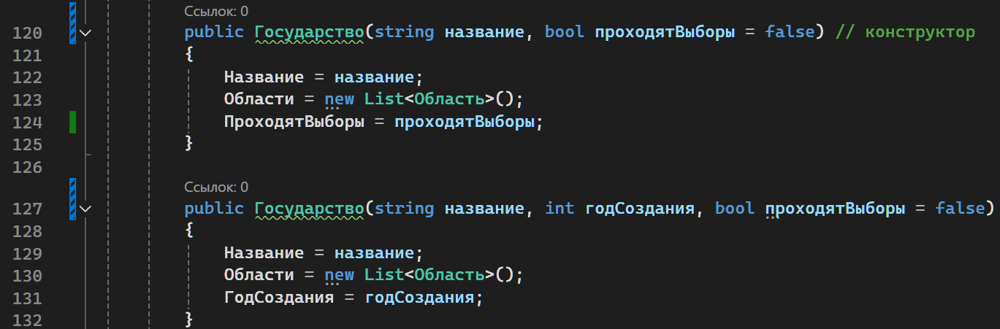 Ссылок: 0
120 public Государство(string название, bool проходятВыборы = false) // конструктор
121 {
122 Название = название;
123 Области = new List<Область>();
124 ПроходятВыборы = проходятВыборы;
125 }
126
Ссылок: 0
127 public Государство(string название, int годСоздания, bool проходятВыборы = false)
128 {
129 Название = название;
130 Области = new List<Область>();
131 ГодСоздания = годСоздания;
132 }